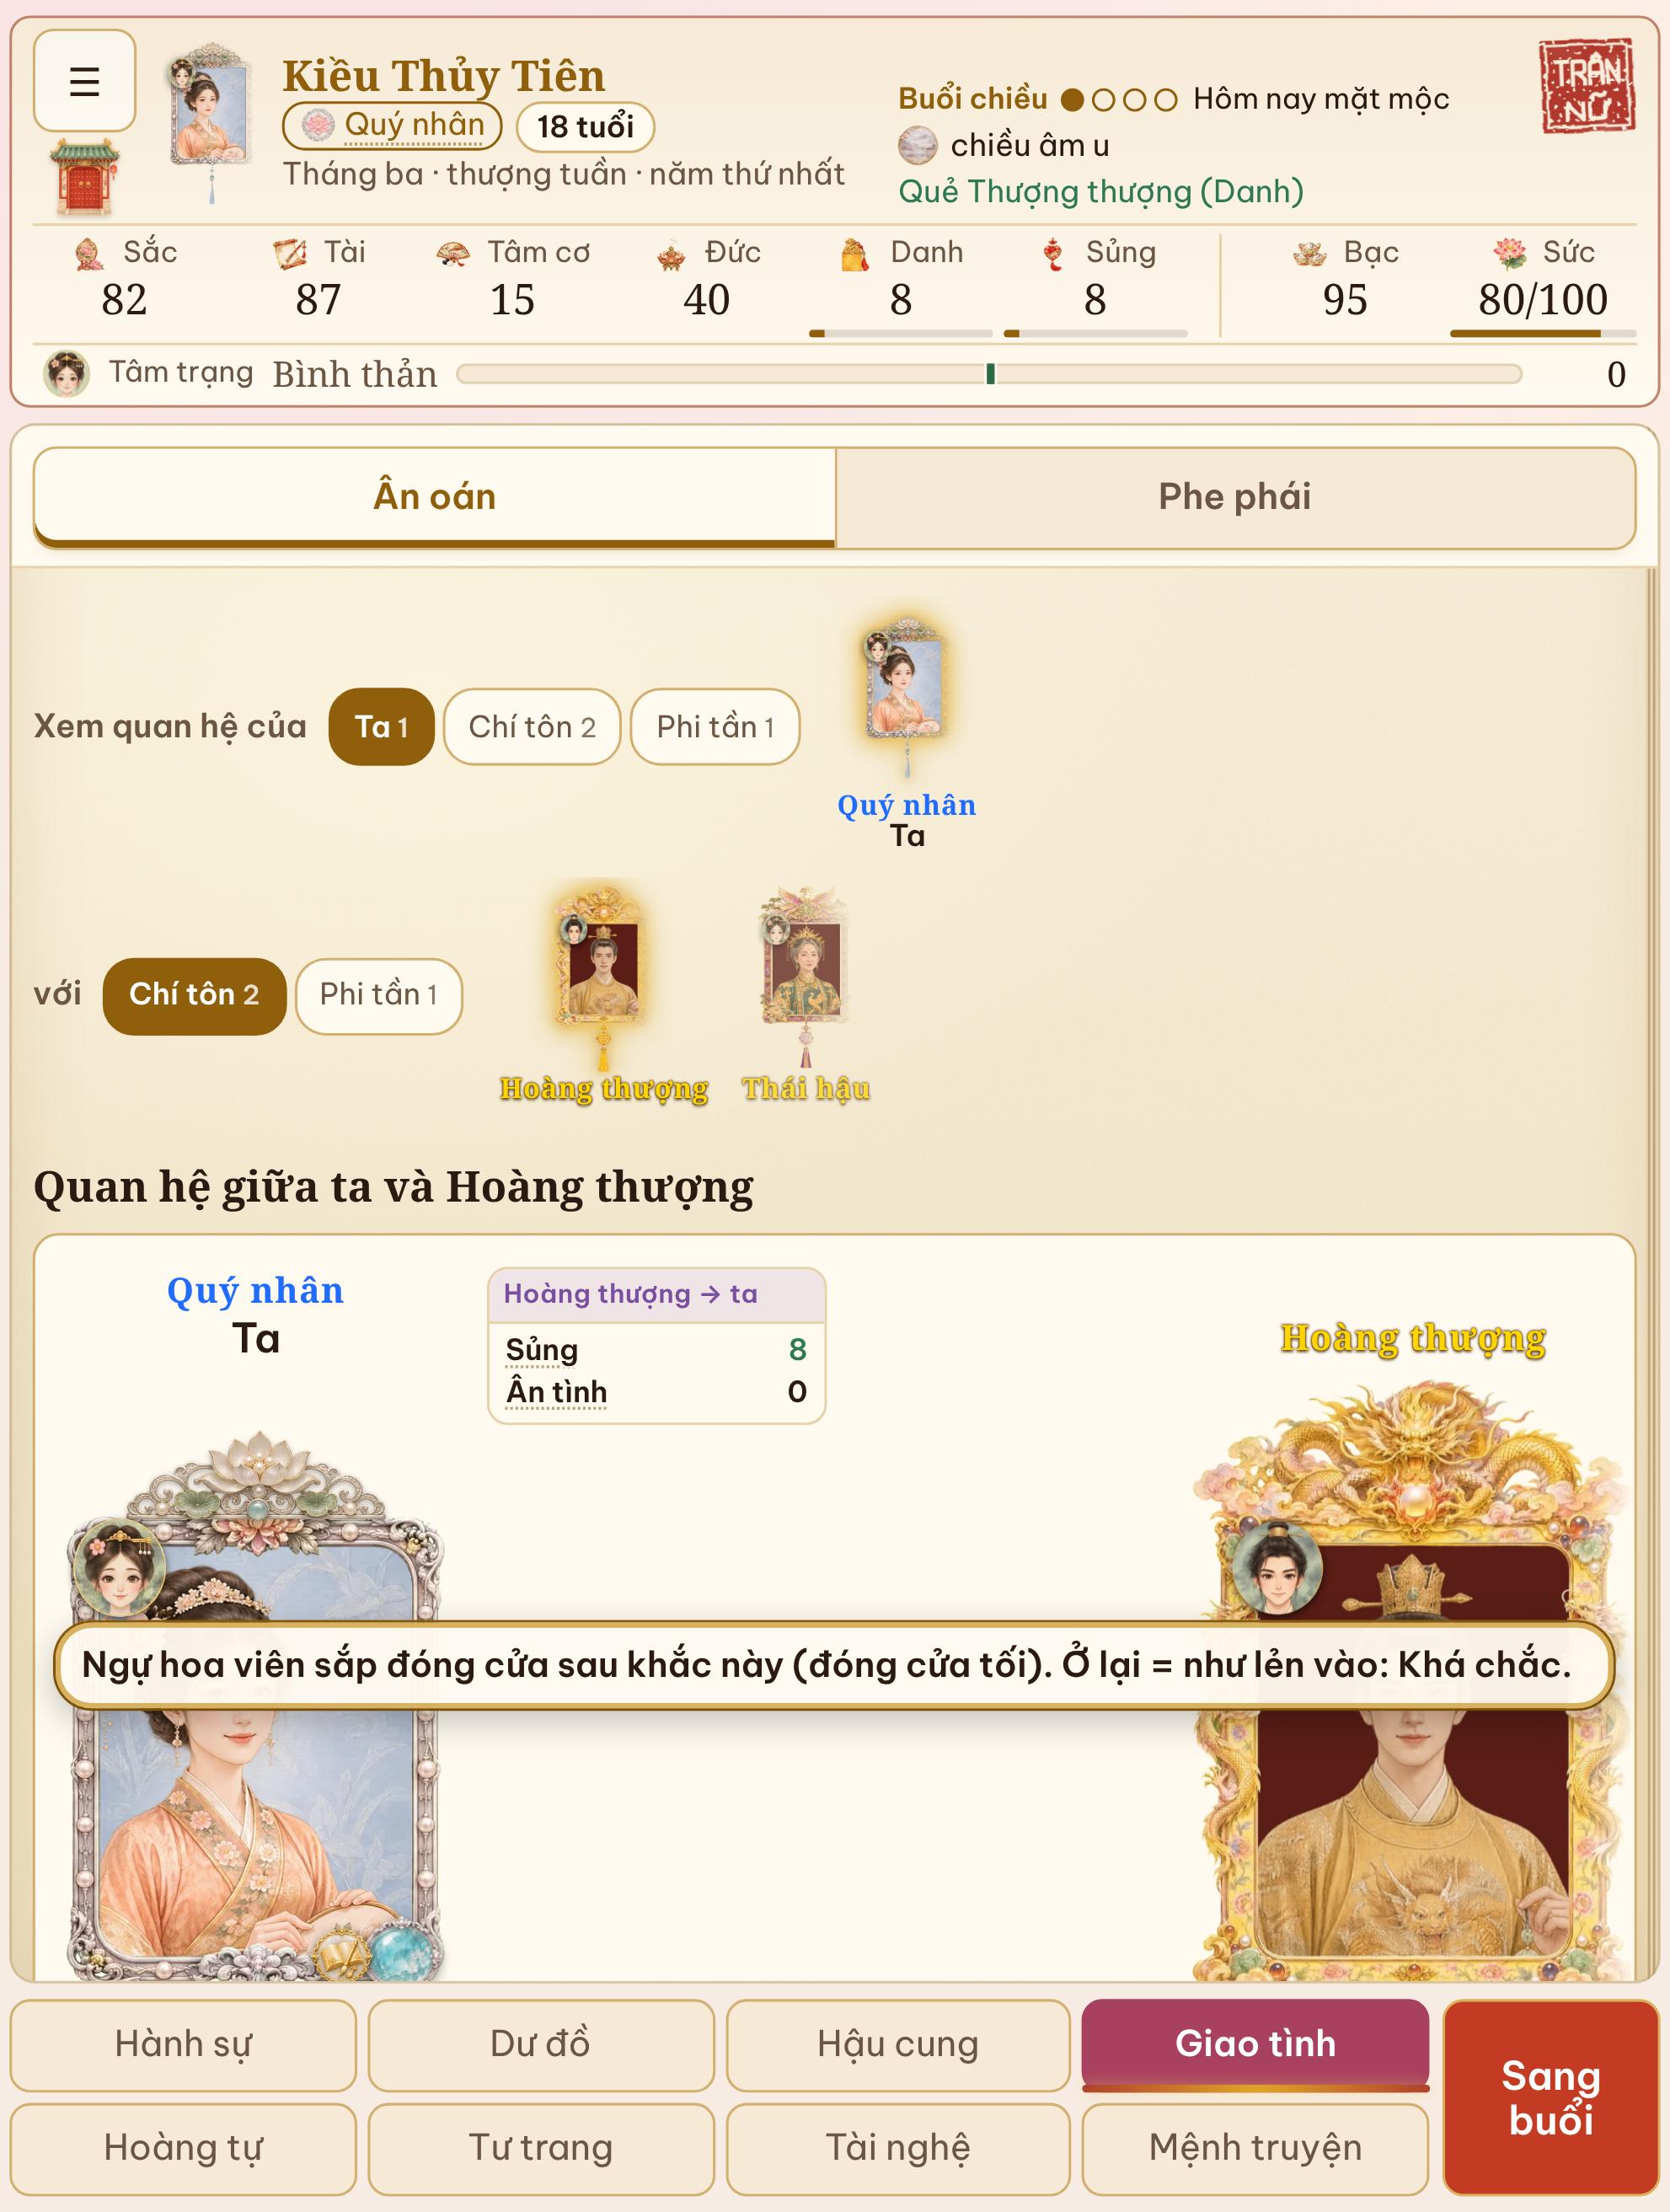 ☰
Kiều Thủy Tiên
Quý nhân
18 tuổi
Tháng ba · thượng tuần · năm thứ nhất
Buổi chiều
Hôm nay mặt mộc
chiều âm u
Quẻ Thượng thượng (Danh)
TRÂN
NỮ
Sắc
82
Tài
87
Tâm cơ
15
Đức
40
Danh
8
Sủng
8
Bạc
95
Sức
80/100
Tâm trạng Bình thản 0
Ân oán
Phe phái
Xem quan hệ của
Ta 1
Chí tôn 2
Phi tần 1
Quý nhân
Ta
với
Chí tôn 2
Phi tần 1
Hoàng thượng
Thái hậu
Quan hệ giữa ta và Hoàng thượng
Quý nhân
Ta
Hoàng thượng → ta
Sủng 8
Ân tình 0
Hoàng thượng
Ngự hoa viên sắp đóng cửa sau khắc này (đóng cửa tối). Ở lại = như lẻn vào: Khá chắc.
Hành sự
Dư đồ
Hậu cung
Giao tình
Sang
buổi
Hoàng tự
Tư trang
Tài nghệ
Mệnh truyện